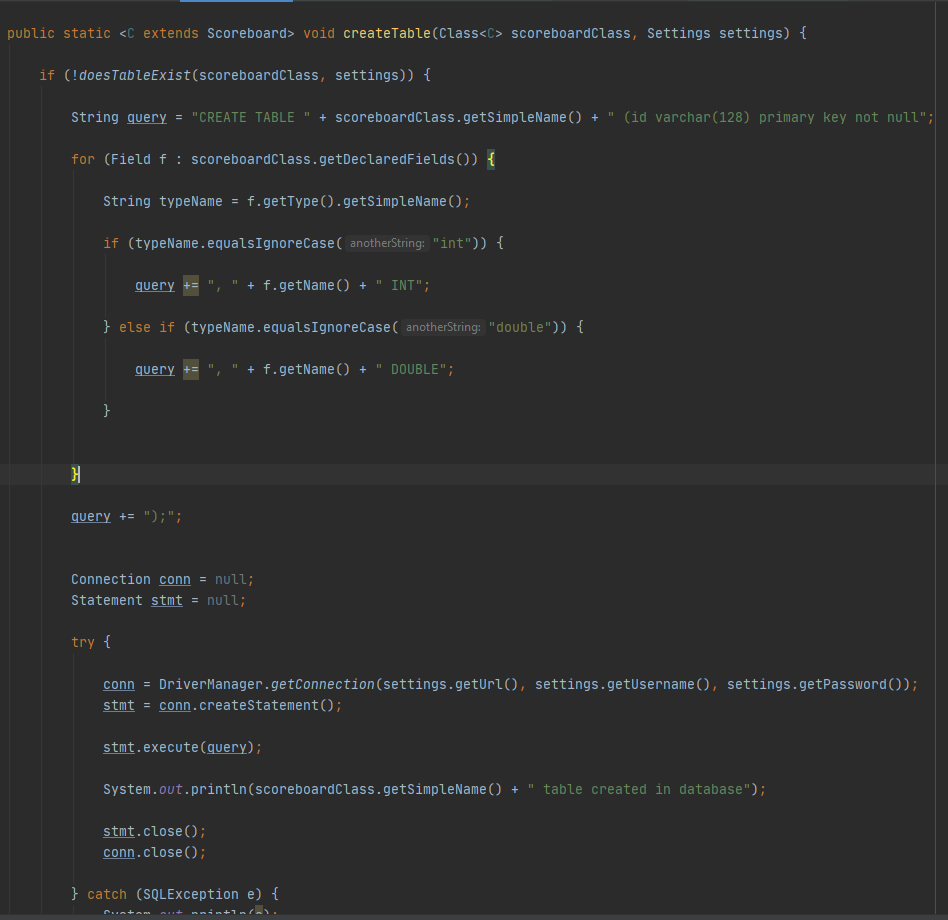 public static <C extends Scoreboard> void createTable(Class<C> scoreboardClass, Settings settings) {
if (!doesTableExist(scoreboardClass, settings)) {
String query = "CREATE TABLE " + scoreboardClass.getSimpleName() + " (id varchar(128) primary key not null";
for (Field f : scoreboardClass.getDeclaredFields()) {
String typeName = f.getType().getSimpleName();
if (typeName.equalsIgnoreCase( anotherString: "int")) {
query += ", " + f.getName() + " INT";
} else if (typeName.equalsIgnoreCase( anotherString: "double")) {
query += ", " + f.getName() + " DOUBLE";
}
}
query += ");";
Connection conn = null;
Statement stmt = null;
try {
conn = DriverManager.getConnection(settings.getUrl(), settings.getUsername(), settings.getPassword());
stmt = conn.createStatement();
stmt.execute(query);
System.out.println(scoreboardClass.getSimpleName() + " table created in database");
stmt.close();
conn.close();
} catch (SQLException e) {
System.out.println(e);